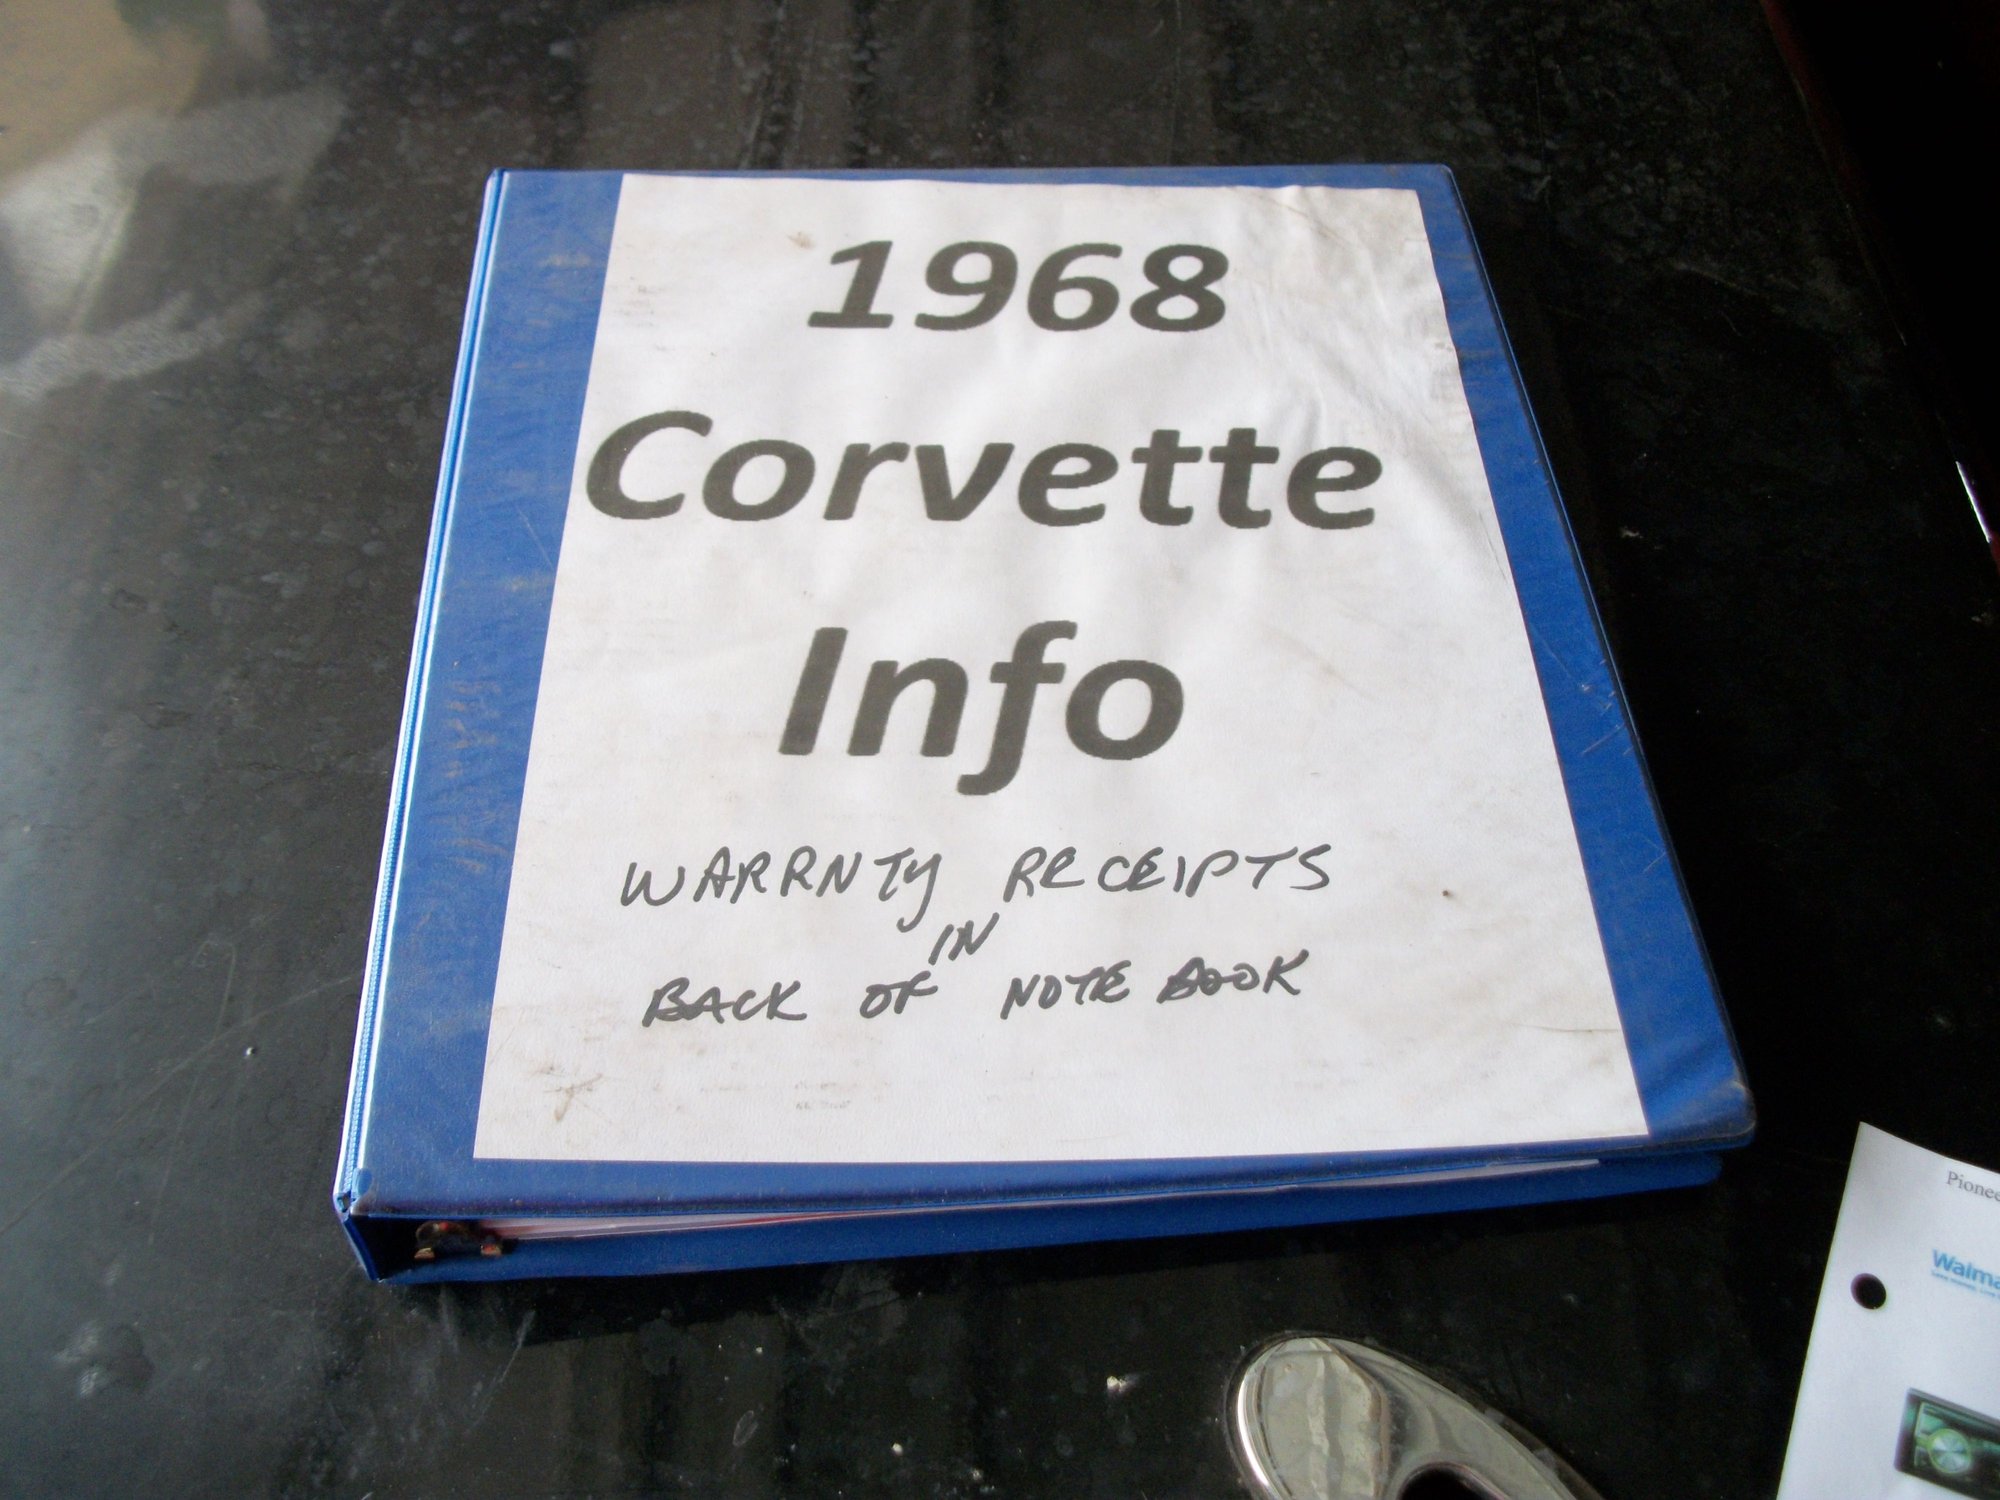 1968
Corvette
Info
WARRNTY RECEIPTS
IN
BACK OF NOTE BOOK
Pionee
Walma